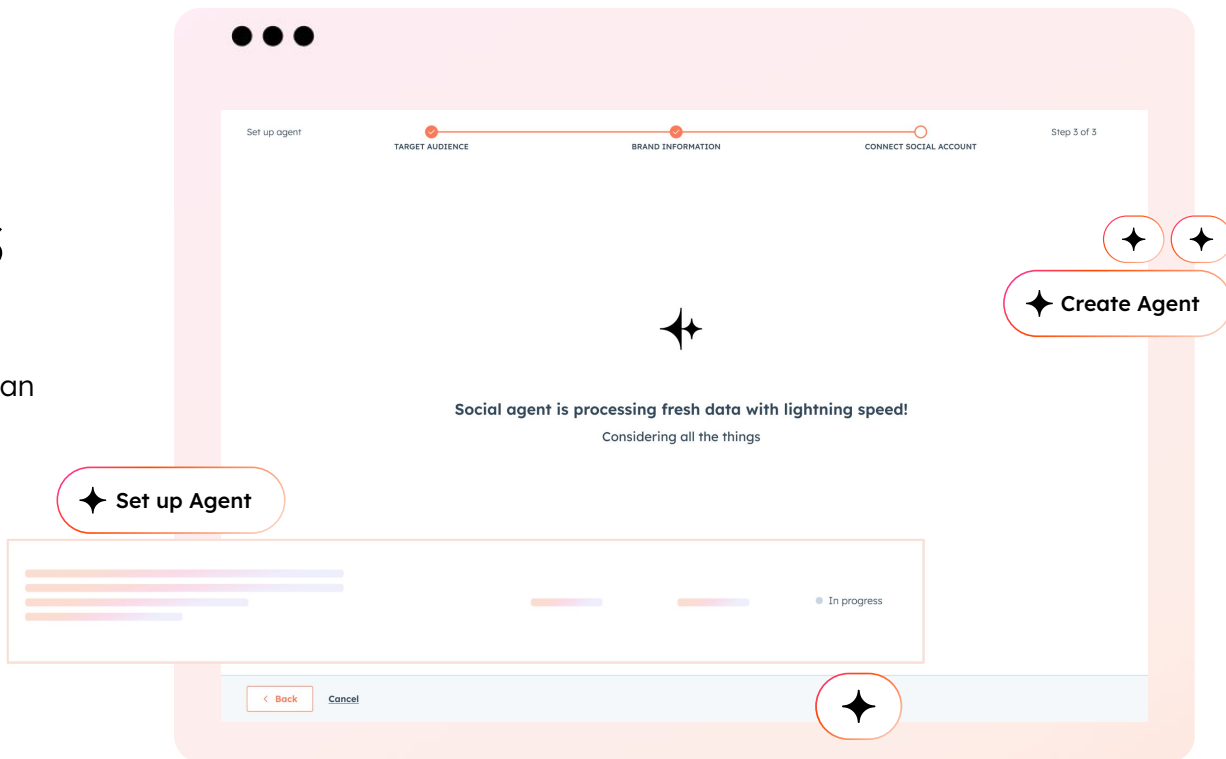 Set up agent
TARGET AUDIENCE
BRAND INFORMATION
CONNECT SOCIAL ACCOUNT
Step 3 of 3
s
Create Agent
an
Social agent is processing fresh data with lightning speed!
Considering all the things
Set up Agent
In progress
Back
Cancel